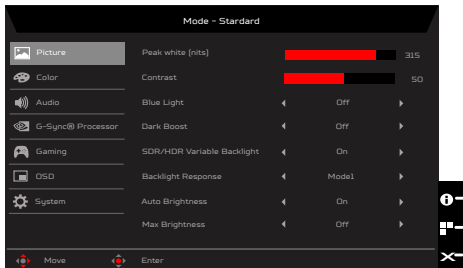 Mode - Stardard
Picture
Peak white (nits)
315
Color
Contrast
50
Audio
Blue Light
Off
G-Sync® Processor
Dark Boost
Off
Gaming
SDR/HDR Variable Backlight
On
OSD
Backlight Response
Mode1
System
Auto Brightness
On
Max Brightness
Off
Move
Enter